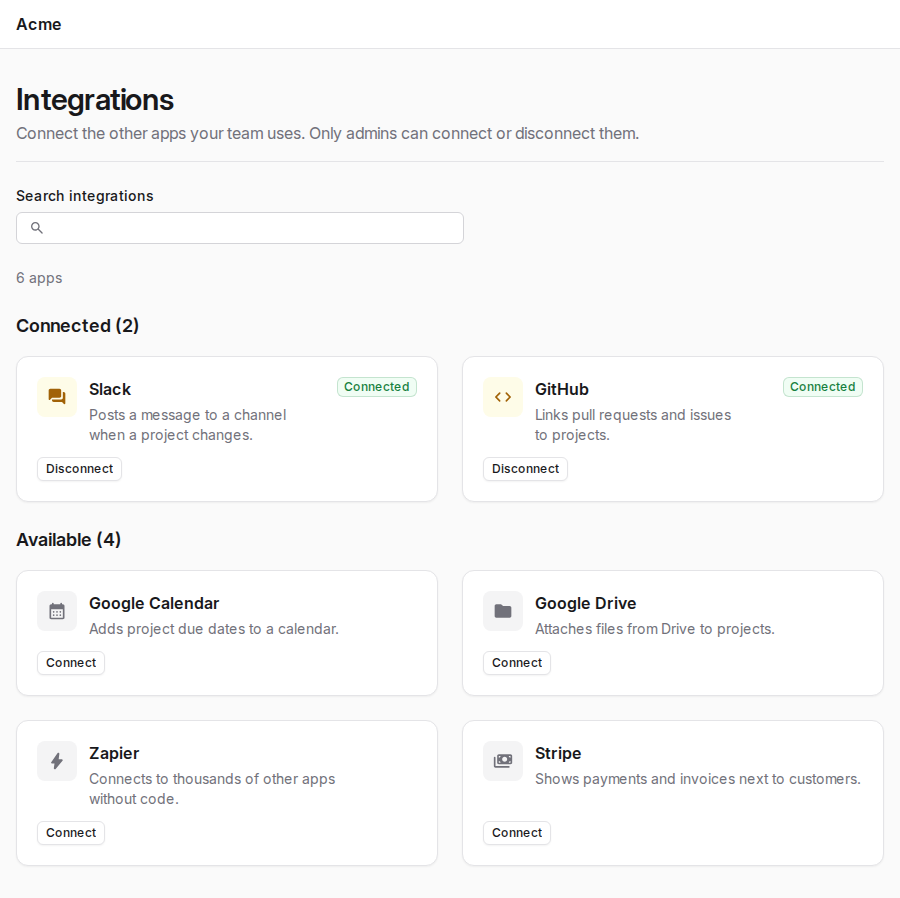 Acme
Integrations
Connect the other apps your team uses. Only admins can connect or disconnect them.
Search integrations
6 apps
Connected (2)
Slack
Connected
Posts a message to a channel
when a project changes.
Disconnect
GitHub
Connected
Links pull requests and issues
to projects.
Disconnect
Available (4)
Google Calendar
Adds project due dates to a calendar.
Connect
Google Drive
Attaches files from Drive to projects.
Connect
Zapier
Connects to thousands of other apps
without code.
Connect
Stripe
Shows payments and invoices next to customers.
Connect